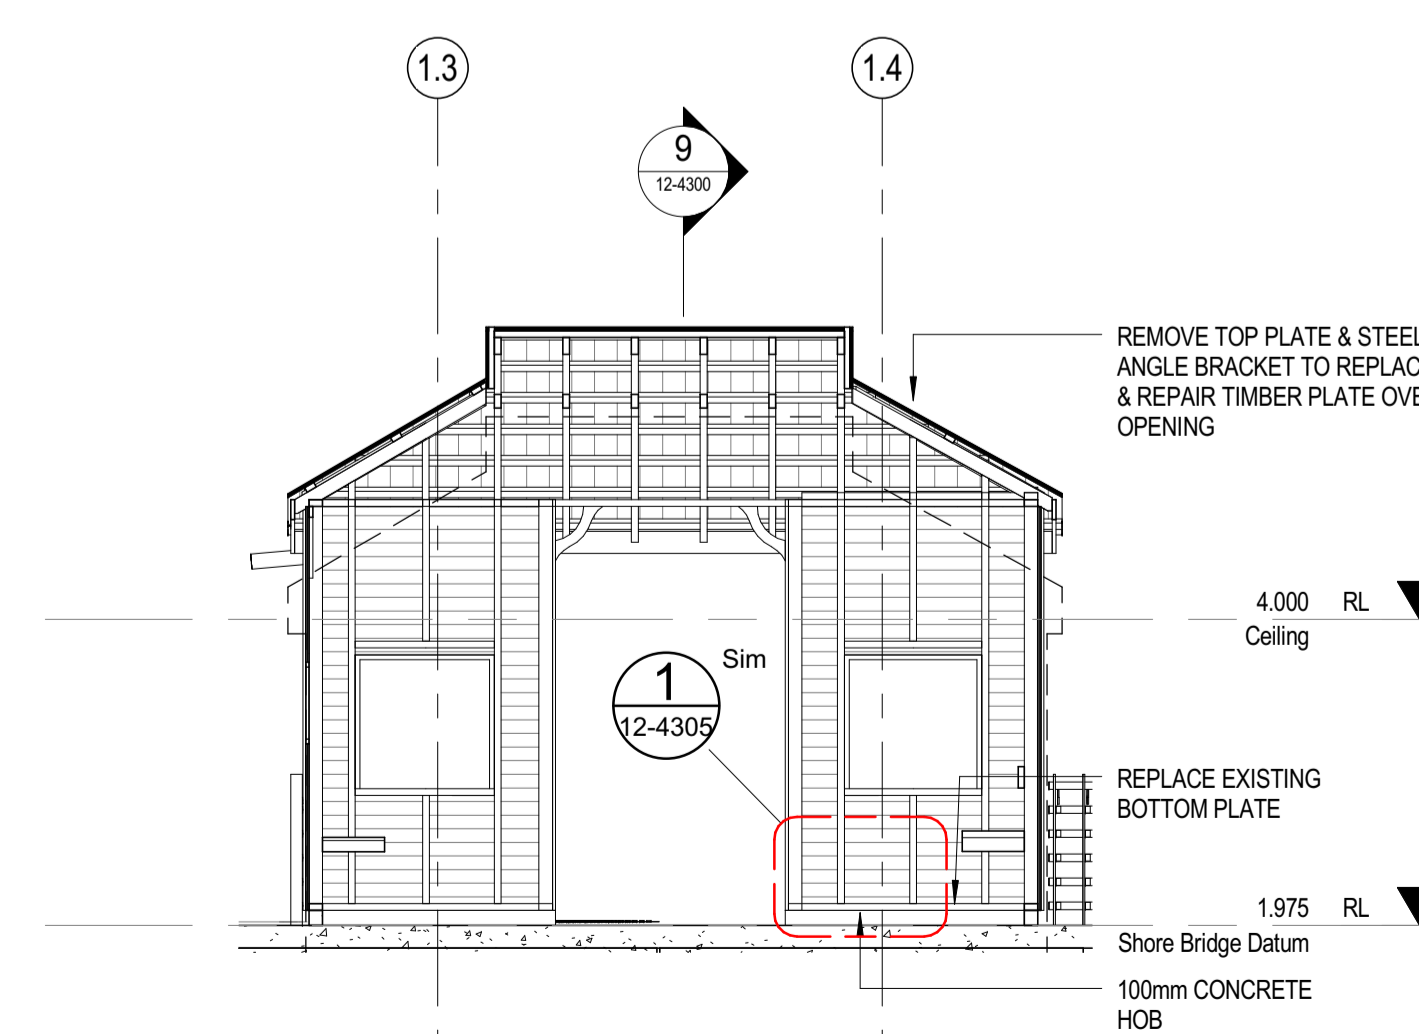 1.3
1.4
9
12-4300
REMOVE TOP PLATE & STEEL
ANGLE BRACKET TO REPLAC
& REPAIR TIMBER PLATE OVE
OPENING
4.000 RL
Ceiling
Sim
1
12-4305
REPLACE EXISTING
BOTTOM PLATE
1.975 RL
Shore Bridge Datum
100mm CONCRETE
HOB